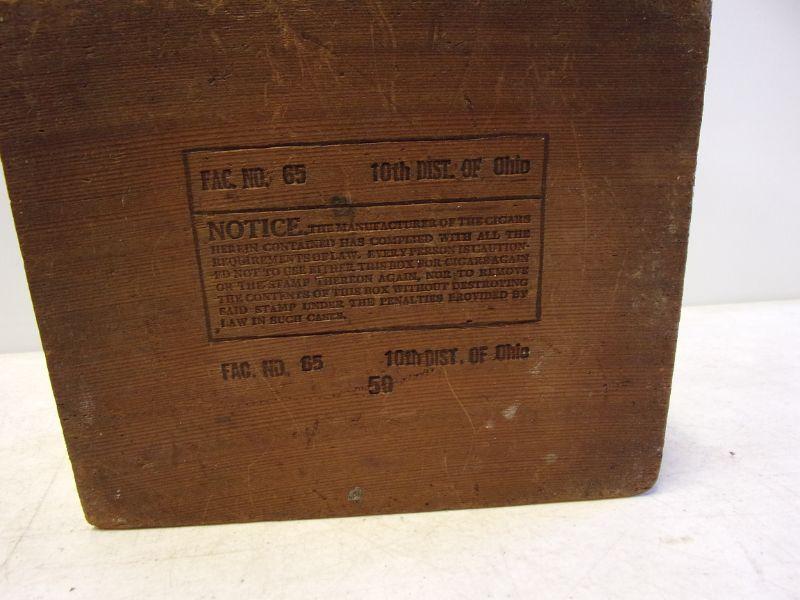 FAC. NO. 65 10th DIST. OF Ohio
NOTICE. THE MANUFACTURER OF THE CIGARS
HEREIN CONTAINED HAS COMPLIED WITH ALL THE
REQUIREMENTS OF LAW. EVERY PERSON IS CAUTION-
ED NOT TO USE EITHER THIS BOX FOR CIGARS AGAIN
OR THE STAMP THEREON AGAIN, NOR TO REMOVE
THE CONTENTS OF THIS BOX WITHOUT DESTROYING
SAID STAMP UNDER THE PENALTIES PROVIDED BY
LAW IN SUCH CASES.
FAC. NO. 65 10th DIST. OF Ohio
50